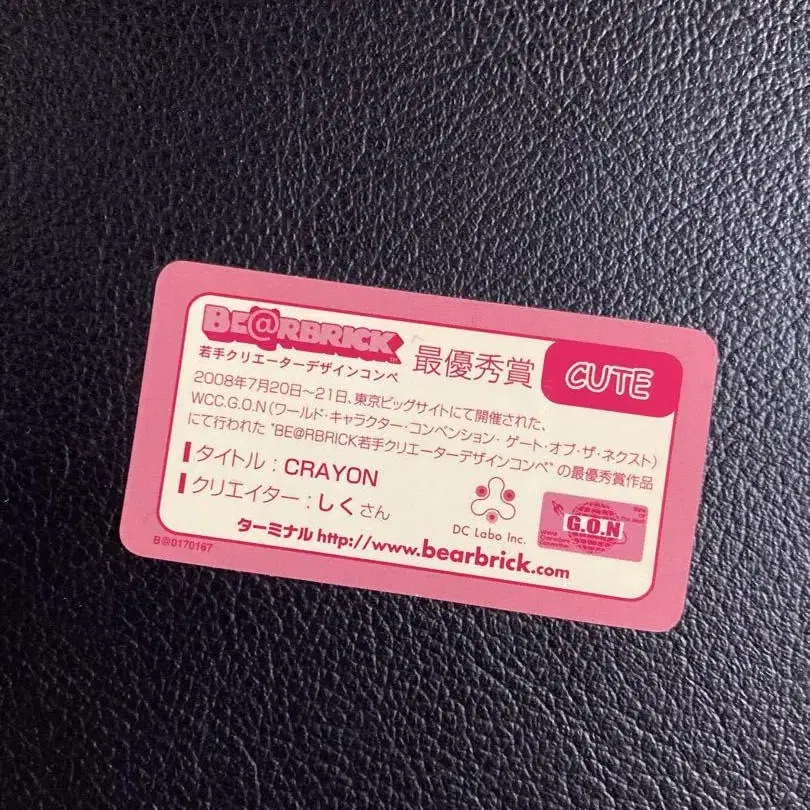 BE@RBRICK
若手クリエーターデザインコンペ 最優秀賞
CUTE
2008年7月20日〜21日、東京ビッグサイトにて開催された、
WCC.G.O.N（ワールド・キャラクター・コンベンション・ゲート・オブ・ザ・ネクスト）
にて行われた "BE@RBRICK若手クリエーターデザインコンペ" の最優秀賞作品
タイトル：CRAYON
クリエイター：しくさん
DC Labo Inc.
G.O.N
ターミナル http://www.bearbrick.com
B@0170167